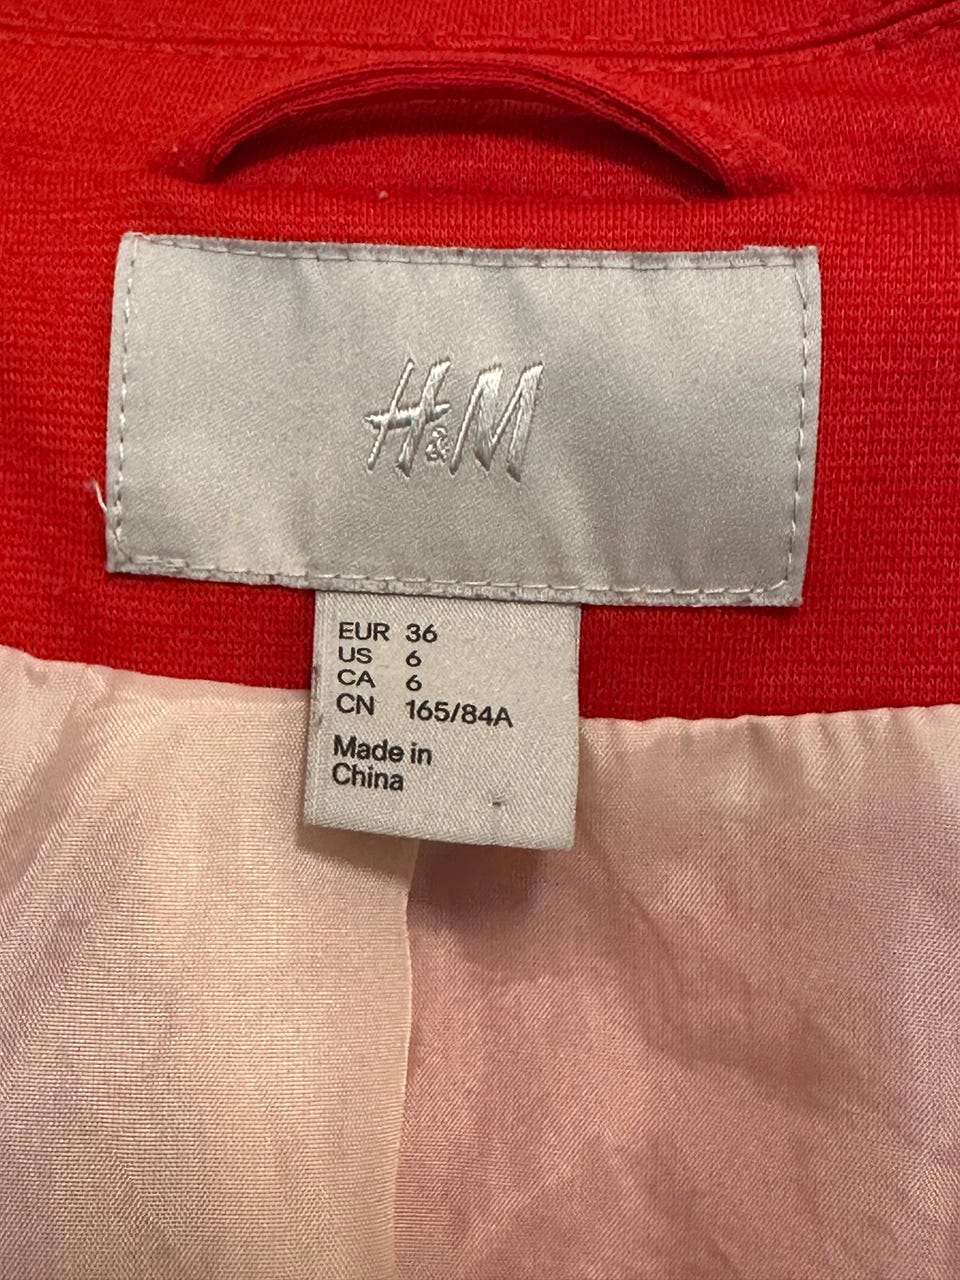 H&M
EUR 36
US 6
CA 6
CN 165/84A
Made in
China